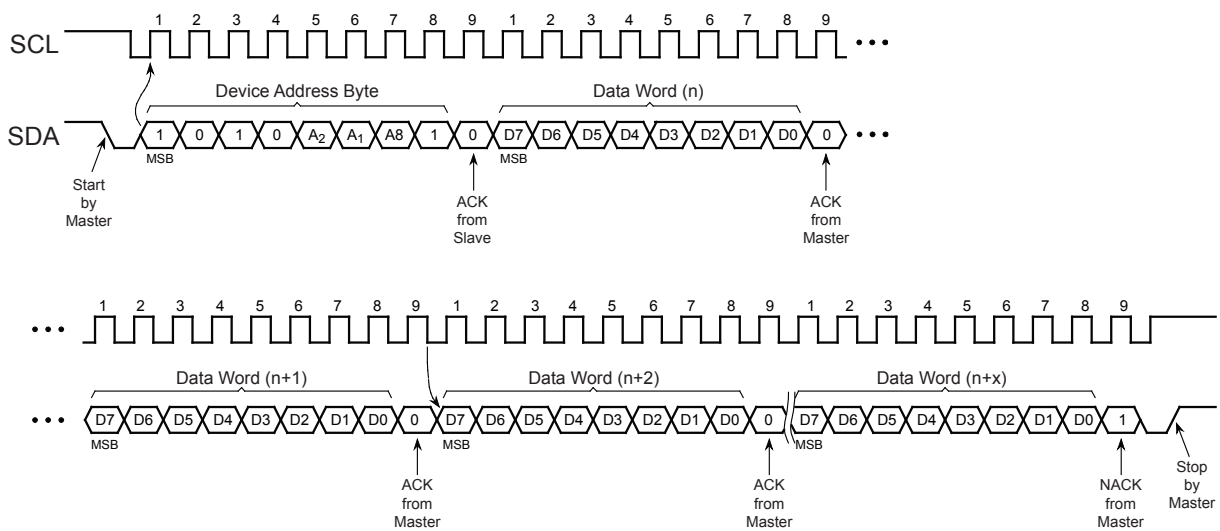 1 2 3 4 5 6 7 8 9 1 2 3 4 5 6 7 8 9
SCL
Device Address Byte Data Word (n)
SDA 1 0 1 0 A2 A1 A8 1 0 D7 D6 D5 D4 D3 D2 D1 D0 0
MSB MSB
Start
by
Master
ACK
from
Slave
ACK
from
Master
1 2 3 4 5 6 7 8 9 1 2 3 4 5 6 7 8 9 1 2 3 4 5 6 7 8 9
Data Word (n+1) Data Word (n+2) Data Word (n+x)
D7 D6 D5 D4 D3 D2 D1 D0 0 D7 D6 D5 D4 D3 D2 D1 D0 0 D7 D6 D5 D4 D3 D2 D1 D0 1
MSB MSB MSB
ACK
from
Master
ACK
from
Master
NACK
from
Master
Stop
by
Master